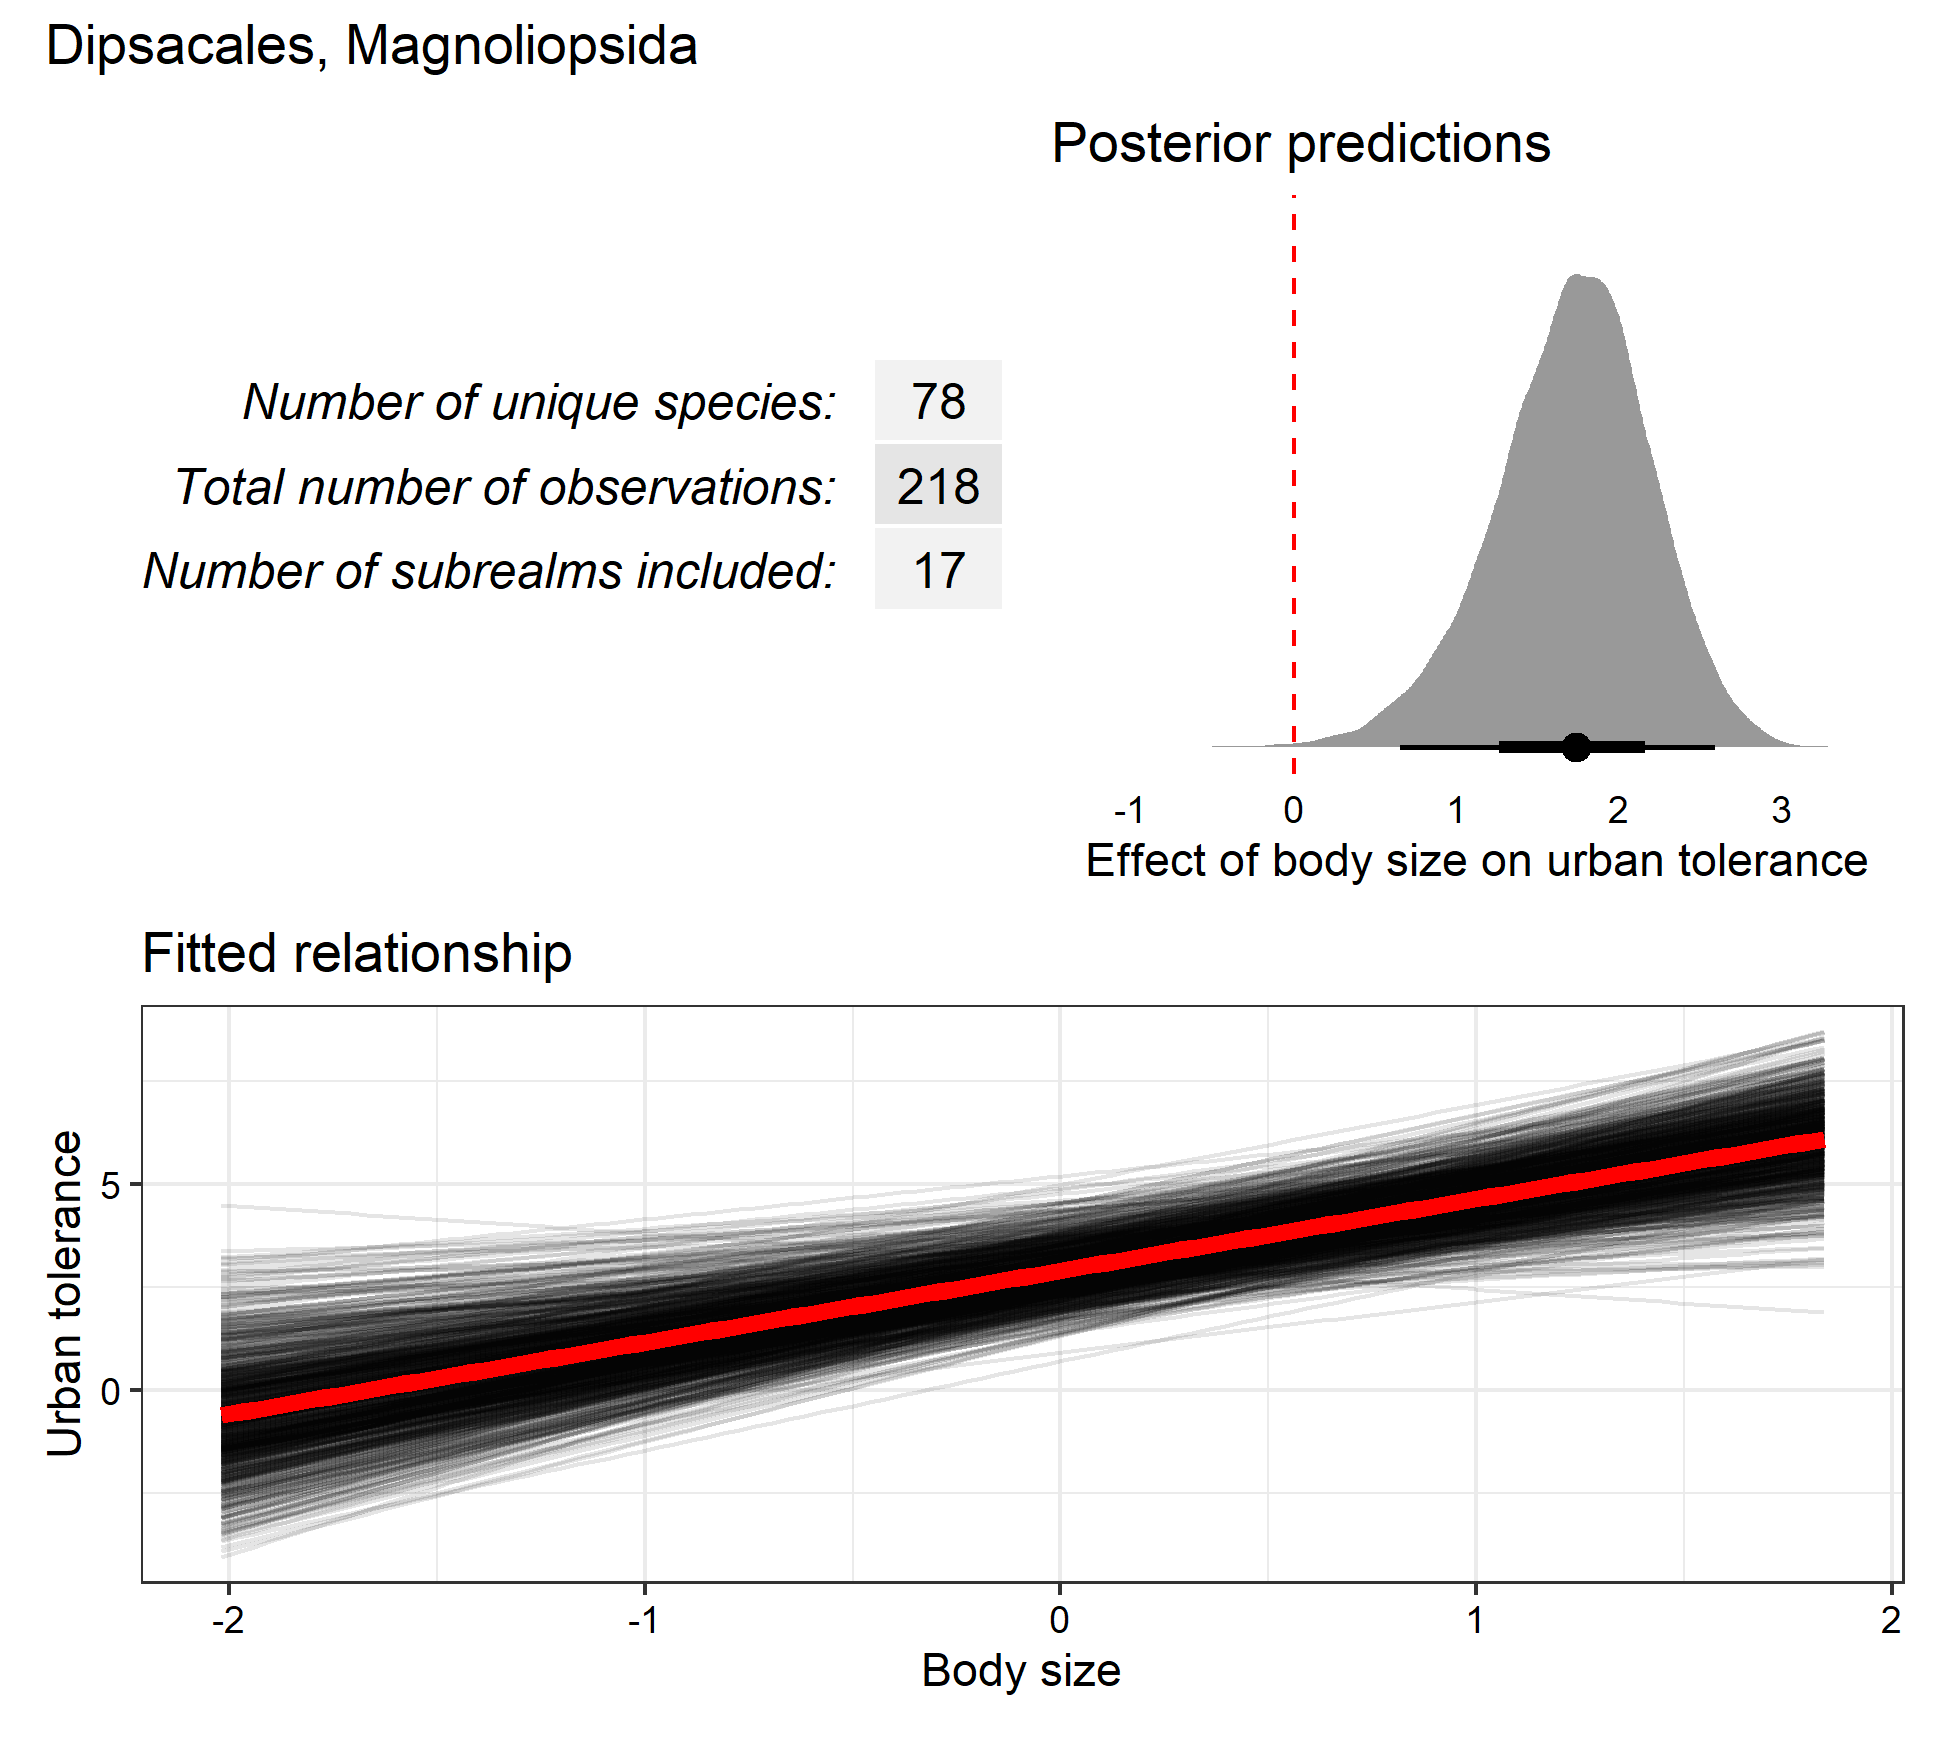 Dipsacales, Magnoliopsida
Posterior predictions
Number of unique species: 78
Total number of observations: 218
Number of subrealms included: 17
-1 0 1 2 3
Effect of body size on urban tolerance
Fitted relationship
Urban tolerance
5
0
-2 -1 0 1 2
Body size